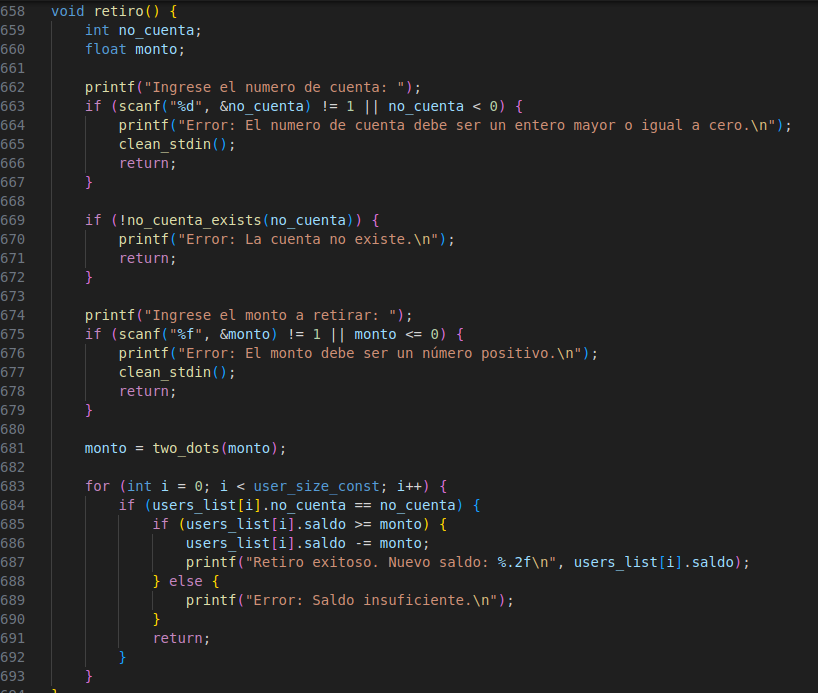 658 void retiro() {
659     int no_cuenta;
660     float monto;
661
662     printf("Ingrese el numero de cuenta: ");
663     if (scanf("%d", &no_cuenta) != 1 || no_cuenta < 0) {
664         printf("Error: El numero de cuenta debe ser un entero mayor o igual a cero.\n");
665         clean_stdin();
666         return;
667     }
668
669     if (!no_cuenta_exists(no_cuenta)) {
670         printf("Error: La cuenta no existe.\n");
671         return;
672     }
673
674     printf("Ingrese el monto a retirar: ");
675     if (scanf("%f", &monto) != 1 || monto <= 0) {
676         printf("Error: El monto debe ser un número positivo.\n");
677         clean_stdin();
678         return;
679     }
680
681     monto = two_dots(monto);
682
683     for (int i = 0; i < user_size_const; i++) {
684         if (users_list[i].no_cuenta == no_cuenta) {
685             if (users_list[i].saldo >= monto) {
686                 users_list[i].saldo -= monto;
687                 printf("Retiro exitoso. Nuevo saldo: %.2f\n", users_list[i].saldo);
688             } else {
689                 printf("Error: Saldo insuficiente.\n");
690             }
691             return;
692         }
693     }